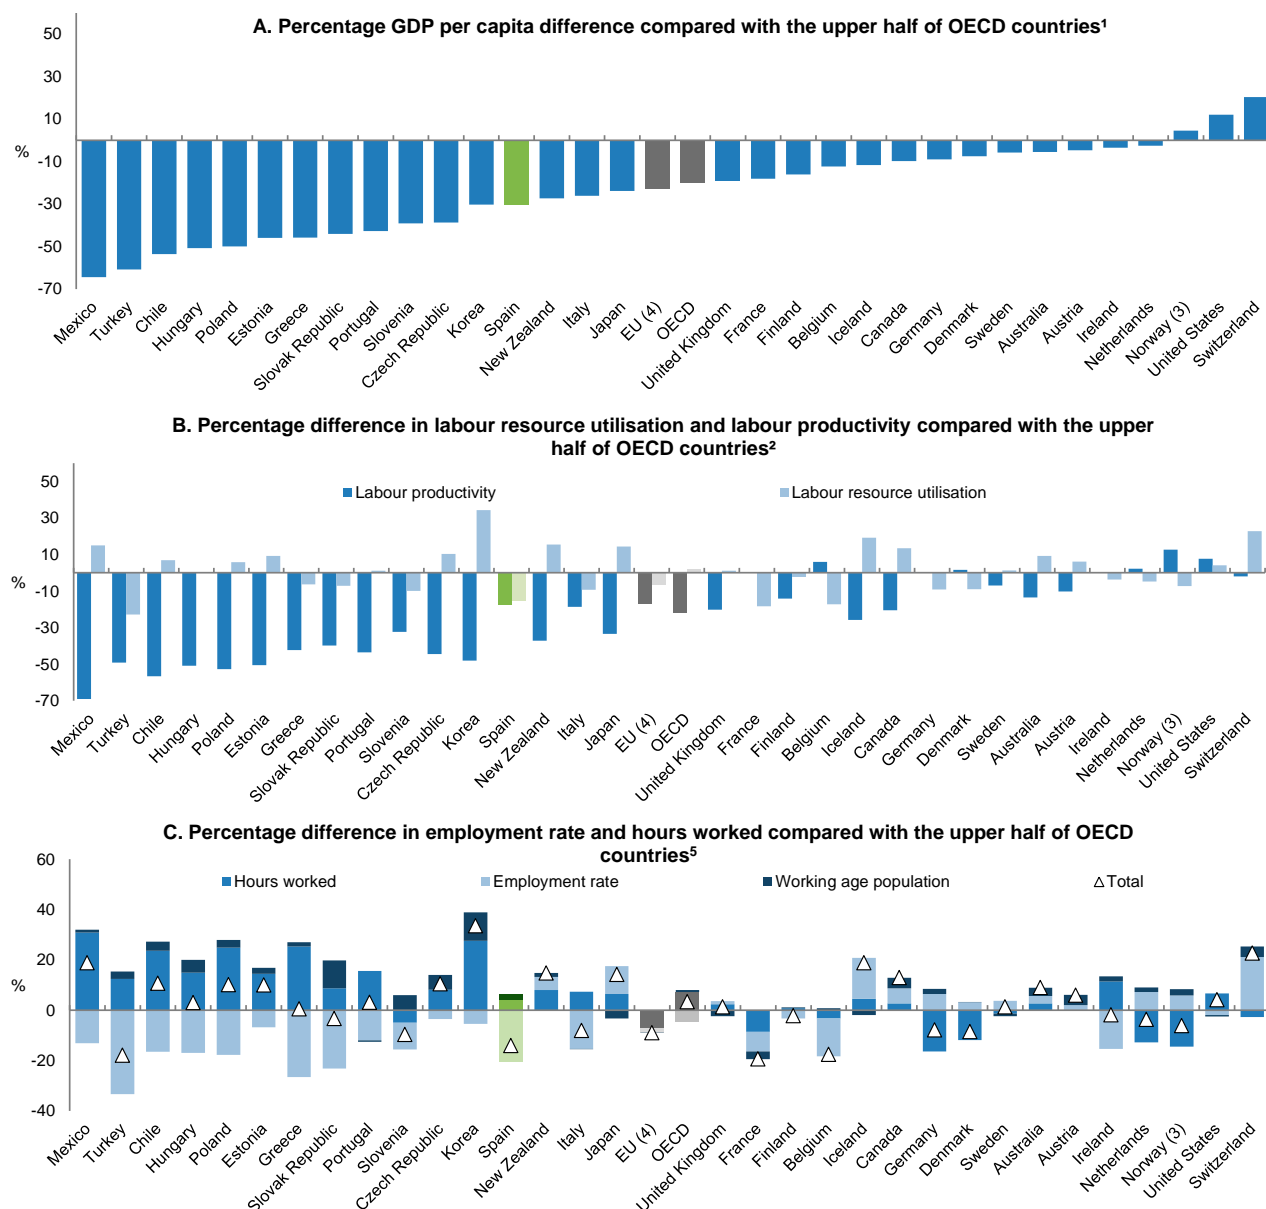 A. Percentage GDP per capita difference compared with the upper half of OECD countries¹
50
30
10
%
-10
-30
-50
-70
Mexico
Turkey
Chile
Hungary
Poland
Estonia
Greece
Slovak Republic
Portugal
Slovenia
Czech Republic
Korea
Spain
New Zealand
Italy
Japan
EU (4)
OECD
United Kingdom
France
Finland
Belgium
Iceland
Canada
Germany
Denmark
Sweden
Australia
Austria
Ireland
Netherlands
Norway (3)
United States
Switzerland
B. Percentage difference in labour resource utilisation and labour productivity compared with the upper
half of OECD countries²
50
30
10
%
-10
-30
-50
-70
Labour productivity
Labour resource utilisation
Mexico
Turkey
Chile
Hungary
Poland
Estonia
Greece
Slovak Republic
Portugal
Slovenia
Czech Republic
Korea
Spain
New Zealand
Italy
Japan
EU (4)
OECD
United Kingdom
France
Finland
Belgium
Iceland
Canada
Germany
Denmark
Sweden
Australia
Austria
Ireland
Netherlands
Norway (3)
United States
Switzerland
C. Percentage difference in employment rate and hours worked compared with the upper half of OECD
countries⁵
60
40
20
%
0
-20
-40
Hours worked
Employment rate
Working age population
Total
Mexico
Turkey
Chile
Hungary
Poland
Estonia
Greece
Slovak Republic
Portugal
Slovenia
Czech Republic
Korea
Spain
New Zealand
Italy
Japan
EU (4)
OECD
United Kingdom
France
Finland
Belgium
Iceland
Canada
Germany
Denmark
Sweden
Australia
Austria
Ireland
Netherlands
Norway (3)
United States
Switzerland